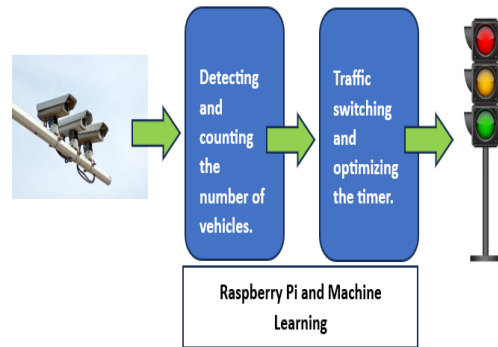 Detecting
and
counting
the
number of
vehicles.
Traffic
switching
and
optimizing
the timer.
Raspberry Pi and Machine
Learning